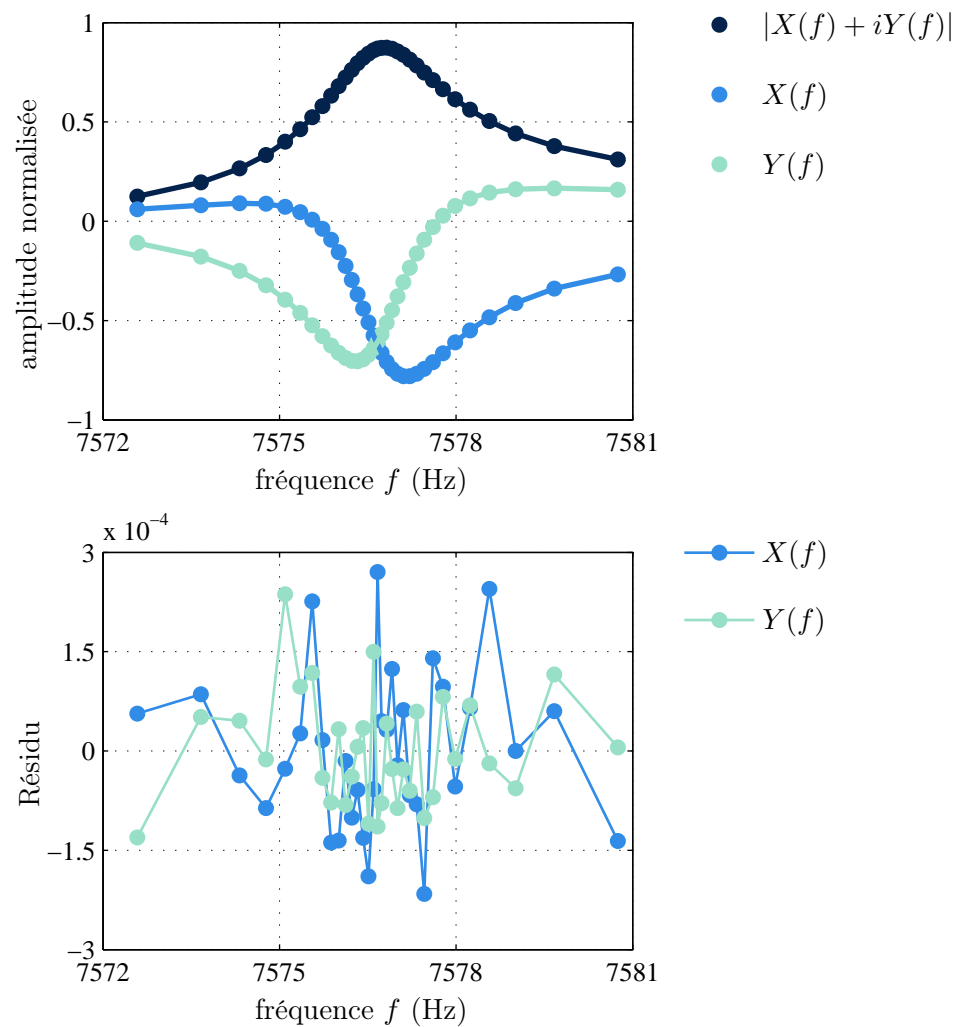 1
0.5
0
−0.5
−1
amplitude normalisée
7572
7575
7578
7581
fréquence f (Hz)
|X(f) + iY(f)|
X(f)
Y(f)
x 10⁻⁴
3
1.5
0
−1.5
−3
Résidu
7572
7575
7578
7581
fréquence f (Hz)
X(f)
Y(f)